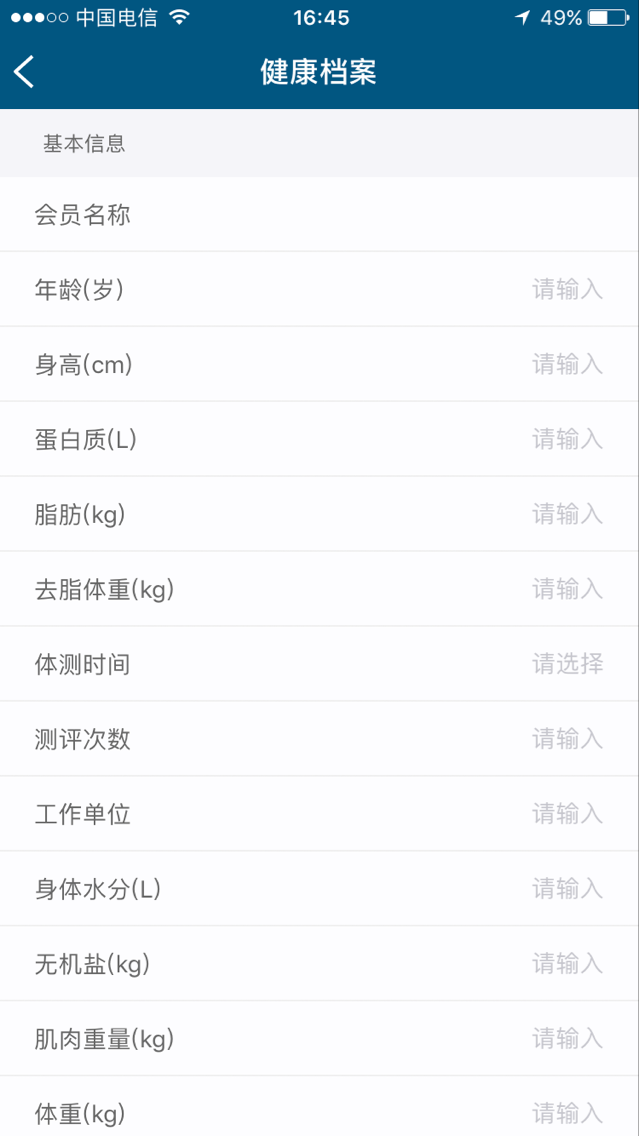 中国电信 16:45 49%
健康档案
基本信息
会员名称
年龄(岁) 请输入
身高(cm) 请输入
蛋白质(L) 请输入
脂肪(kg) 请输入
去脂体重(kg) 请输入
体测时间 请选择
测评次数 请输入
工作单位 请输入
身体水分(L) 请输入
无机盐(kg) 请输入
肌肉重量(kg) 请输入
体重(kg) 请输入